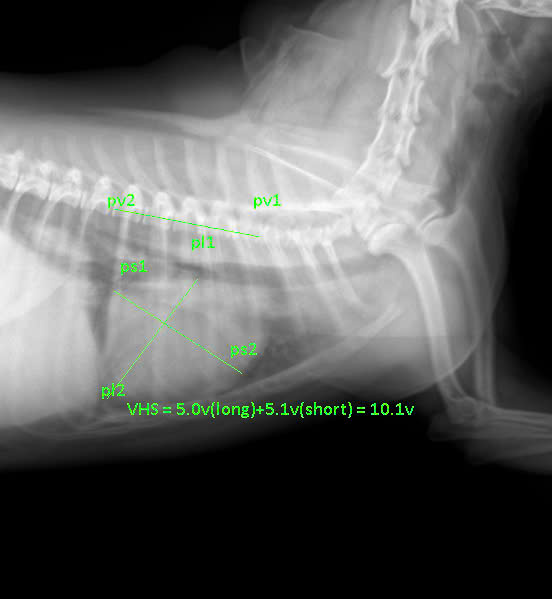 pv2
pv1
pl1
ps1
ps2
pl2
VHS = 5.0v(long)+5.1v(short) = 10.1v